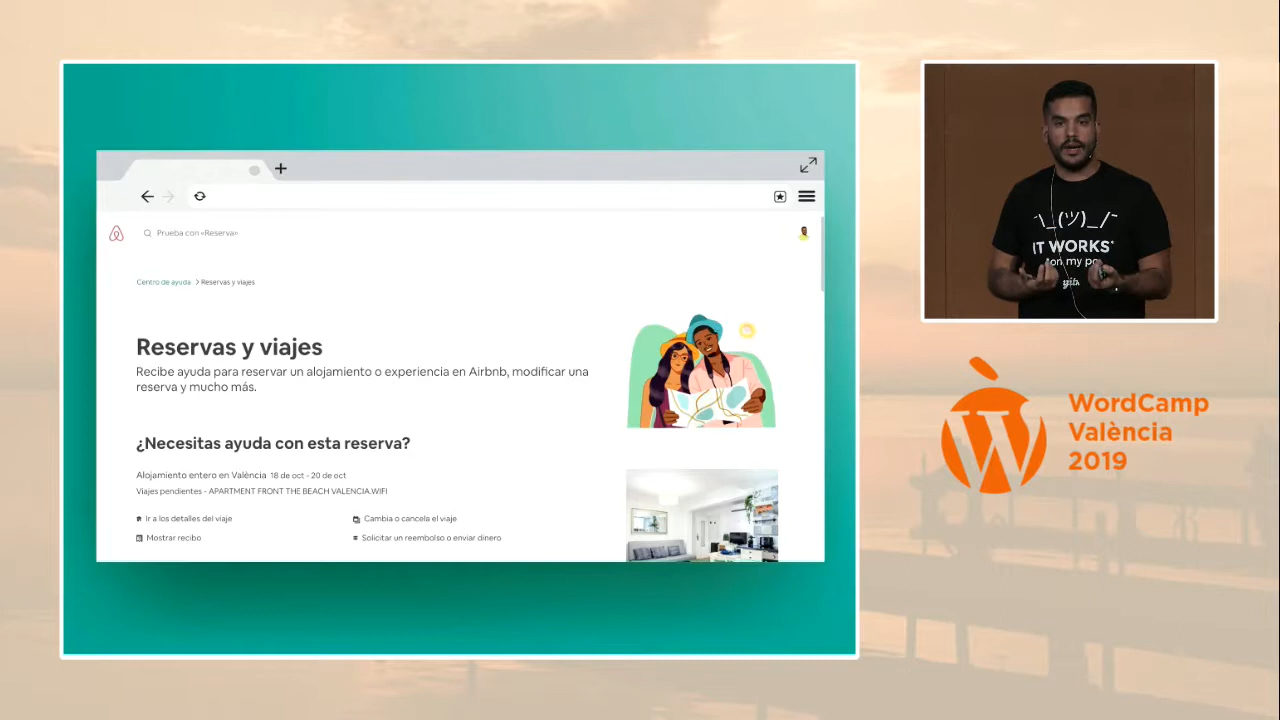 Prueba con «Reserva»
Centro de ayuda > Reservas y viajes
Reservas y viajes
Recibe ayuda para reservar un alojamiento o experiencia en Airbnb, modificar una
reserva y mucho más.
¿Necesitas ayuda con esta reserva?
Alojamiento entero en València 18 de oct - 20 de oct
Viajes pendientes - APARTMENT FRONT THE BEACH VALENCIA.WIFI
Ir a los detalles del viaje
Cambia o cancela el viaje
Mostrar recibo
Solicitar un reembolso o enviar dinero
¯\_(ツ)_/¯
IT WORKS*
*on my
WordCamp
València
2019